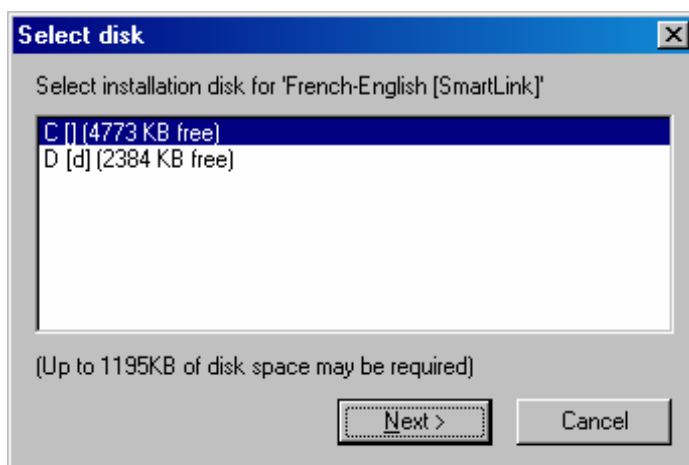 Select disk
Select installation disk for 'French-English [SmartLink]'
C [] (4773 KB free)
D [d] (2384 KB free)
(Up to 1195KB of disk space may be required)
Next >
Cancel